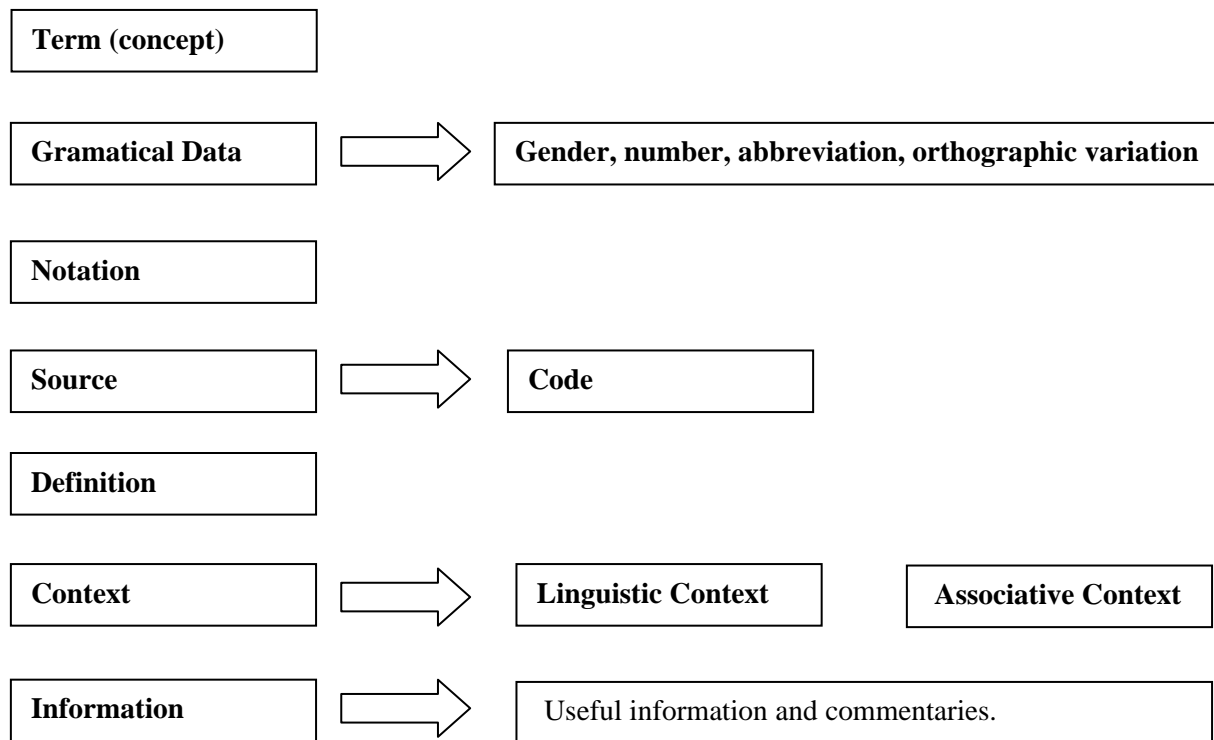 Term (concept)
Gramatical Data
Gender, number, abbreviation, orthographic variation
Notation
Source
Code
Definition
Context
Linguistic Context
Associative Context
Information
Useful information and commentaries.